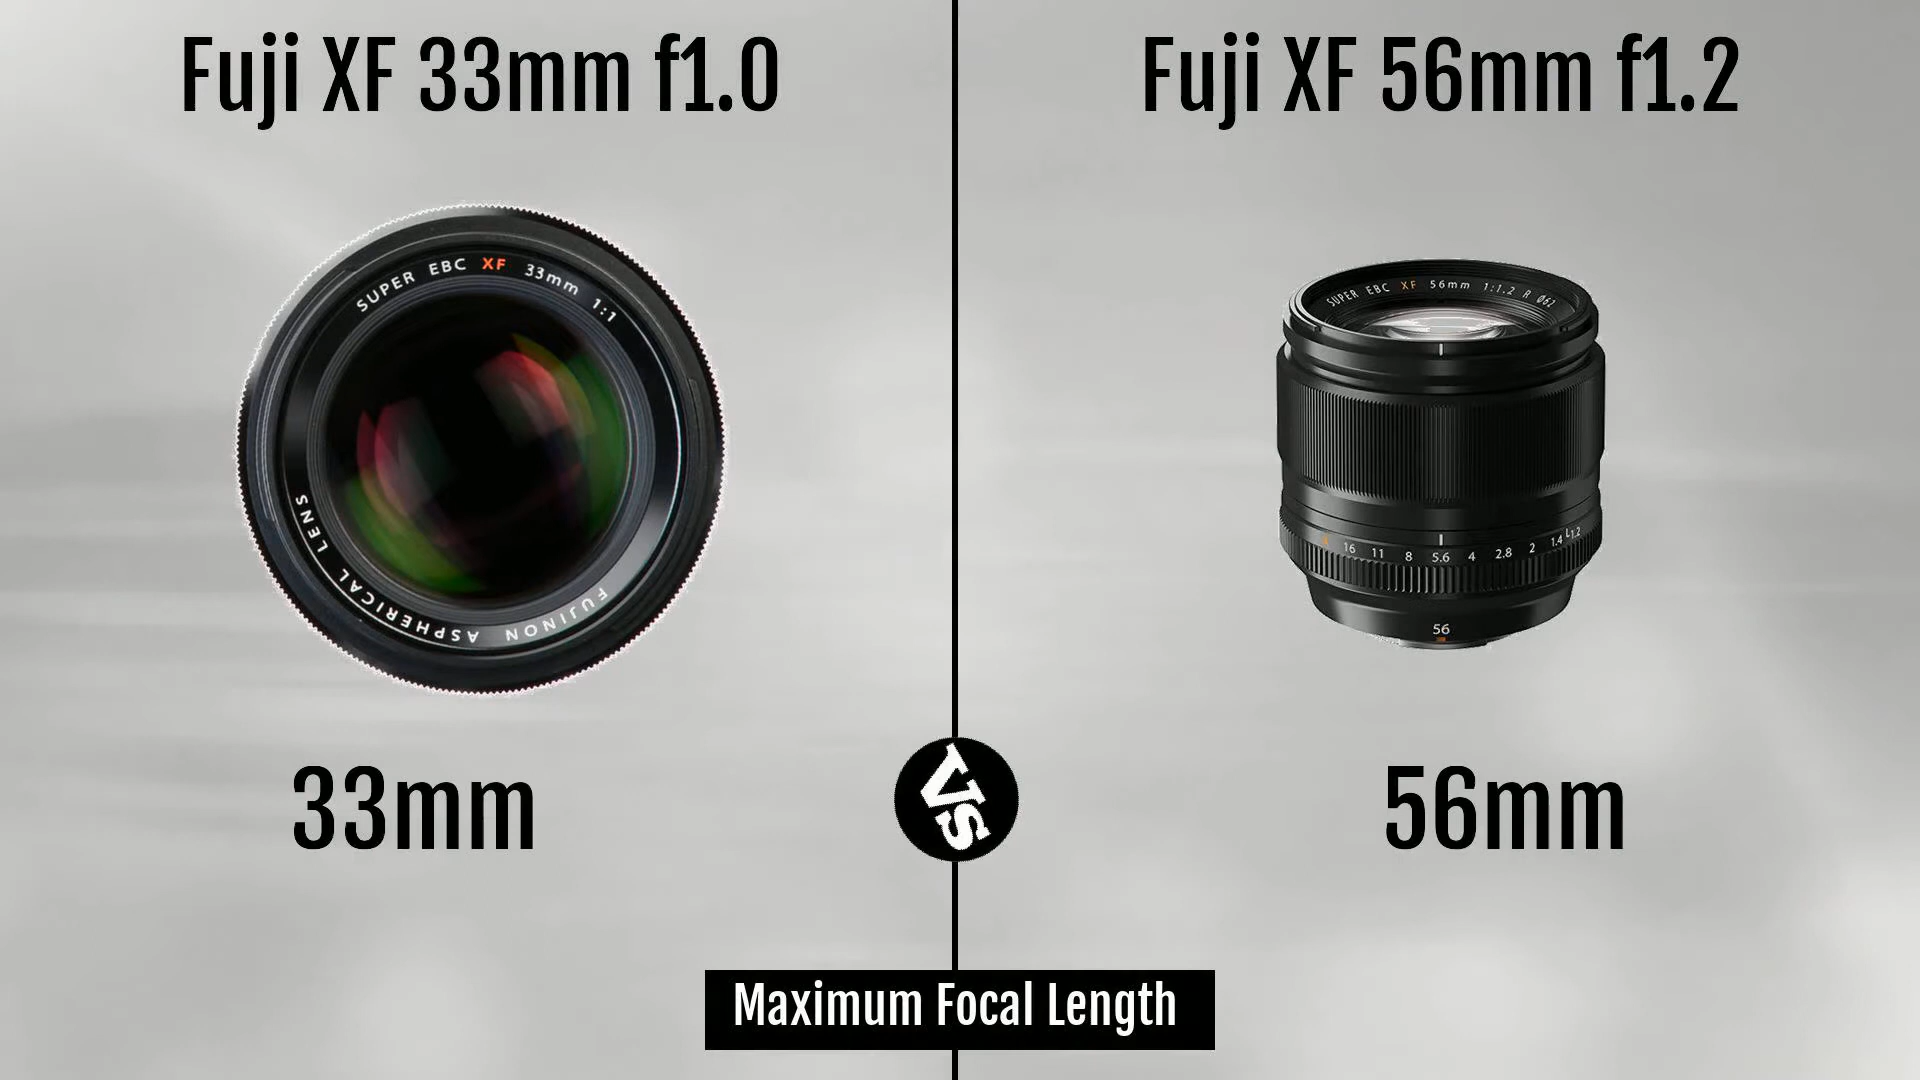 Fuji XF 33mm f1.0
Fuji XF 56mm f1.2
SUPER EBC XF 33mm 1:1
FUJINON ASPHERICAL LENS
SUPER EBC XF 56mm 1:1.2 R Ø62
A 16 11 8 5.6 4 2.8 2 1.4 L1.2
56
33mm
VS
56mm
Maximum Focal Length